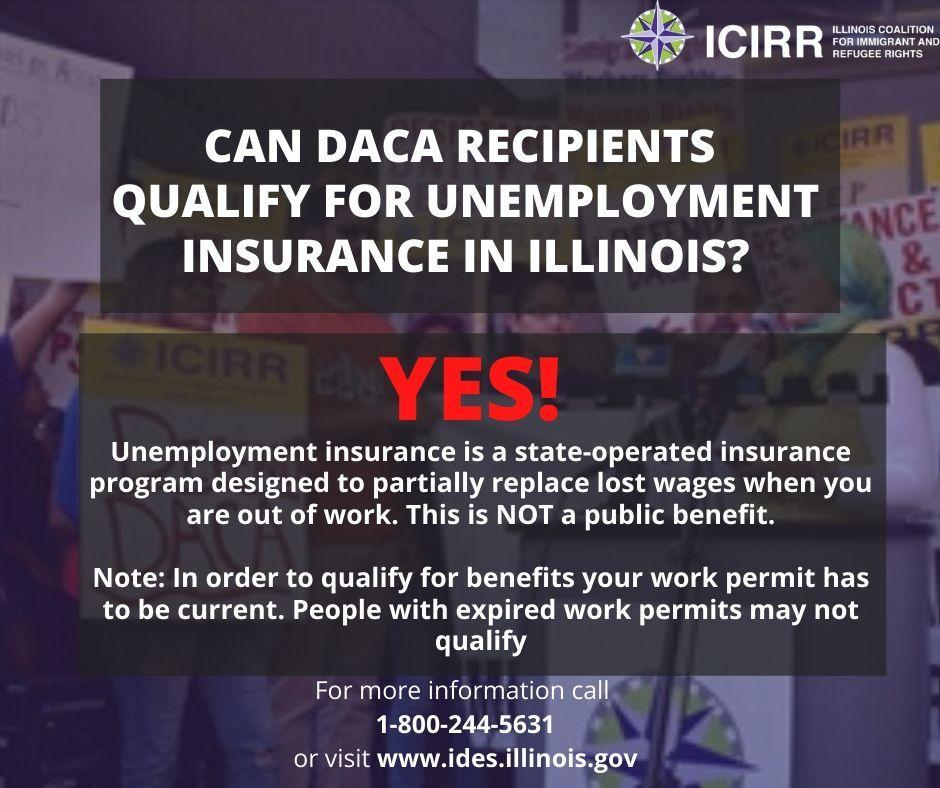 ICIRR
ILLINOIS COALITION
FOR IMMIGRANT AND
REFUGEE RIGHTS
CAN DACA RECIPIENTS
QUALIFY FOR UNEMPLOYMENT
INSURANCE IN ILLINOIS?
ICIRR
YES!
ICIRR
DACA
Unemployment insurance is a state-operated insurance
program designed to partially replace lost wages when you
are out of work. This is NOT a public benefit.
Note: In order to qualify for benefits your work permit has
to be current. People with expired work permits may not
qualify
For more information call
1-800-244-5631
or visit www.ides.illinois.gov